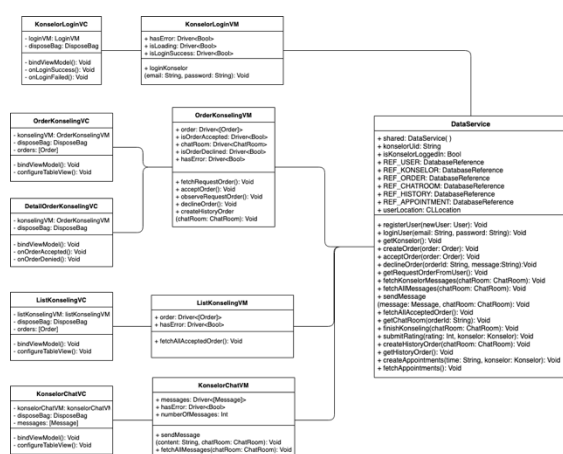 KonselorLoginVC
- loginVM: LoginVM
- disposeBag: DisposeBag
- bindViewModel(): Void
- onLoginSuccess(): Void
- onLoginFailed(): Void
KonselorLoginVM
+ hasError: Driver<Bool>
+ isLoading: Driver<Bool>
+ isLoginSuccess: Driver<Bool>
+ loginKonselor
(email: String, password: String): Void
OrderKonselingVC
- konselingVM: OrderKonselingVM
- disposeBag: DisposeBag
- orders: [Order]
- bindViewModel(): Void
- configureTableView(): Void
OrderKonselingVM
+ order: Driver<[Order]>
+ isOrderAccepted: Driver<Bool>
+ chatRoom: Driver<ChatRoom>
+ isOrderDeclined: Driver<Bool>
+ hasError: Driver<Bool>
+ fetchRequestOrder(): Void
+ acceptOrder(): Void
+ observeRequestOrder(): Void
+ declineOrder(): Void
+ createHistoryOrder
(chatRoom: ChatRoom): Void
DetailOrderKonselingVC
- konselingVM: OrderKonselingVM
- disposeBag: DisposeBag
- bindViewModel(): Void
- onOrderAccepted(): Void
- onOrderDenied(): Void
ListKonselingVC
- listKonselingVM: listKonselingVM
- disposeBag: DisposeBag
- orders: [Order]
- bindViewModel(): Void
- configureTableView(): Void
ListKonselingVM
+ order: Driver<[Order]>
+ hasError: Driver<Bool>
+ fetchAllAcceptedOrder(): Void
KonselorChatVC
- konselorChatVM: konselorChatVM
- disposeBag: DisposeBag
- messages: [Message]
- bindViewModel(): Void
- configureTableView(): Void
KonselorChatVM
+ messages: Driver<[Message]>
+ hasError: Driver<Bool>
+ numberOfMessages: Int
+ sendMessage
(content: String, chatRoom: ChatRoom): Void
+ fetchAllMessages(chatRoom: ChatRoom): Void
DataService
+ shared: DataService( )
+ konselorUid: String
+ isKonselorLoggedin: Bool
+ REF_USER: DatabaseReference
+ REF_KONSELOR: DatabaseReference
+ REF_ORDER: DatabaseReference
+ REF_CHATROOM: DatabaseReference
+ REF_HISTORY: DatabaseReference
+ REF_APPOINTMENT: DatabaseReference
+ userLocation: CLLocation
+ registerUser(newUser: User): Void
+ loginUser(email: String, password: String): Void
+ getKonselor(): Void
+ createOrder(order: Order): Void
+ acceptOrder(order: Order): Void
+ declineOrder(orderId: String, message:String):Void
+ getRequestOrderFromUser(): Void
+ fetchKonselorMessages(chatRoom: ChatRoom): Void
+ fetchAllMessages(chatRoom: ChatRoom): Void
+ sendMessage
(message: Message, chatRoom: ChatRoom): Void
+ fetchAllAcceptedOrder(): Void
+ getChatRoom(orderId: String): Void
+ finishKonseling(chatRoom: ChatRoom): Void
+ submitRating(rating: Int, konselor: Konselor): Void
+ createHistoryOrder(chatRoom: ChatRoom): Void
+ getHistoryOrder(): Void
+ createAppointments(time: String, konselor: Konselor): Void
+ fetchAppointments(): Void